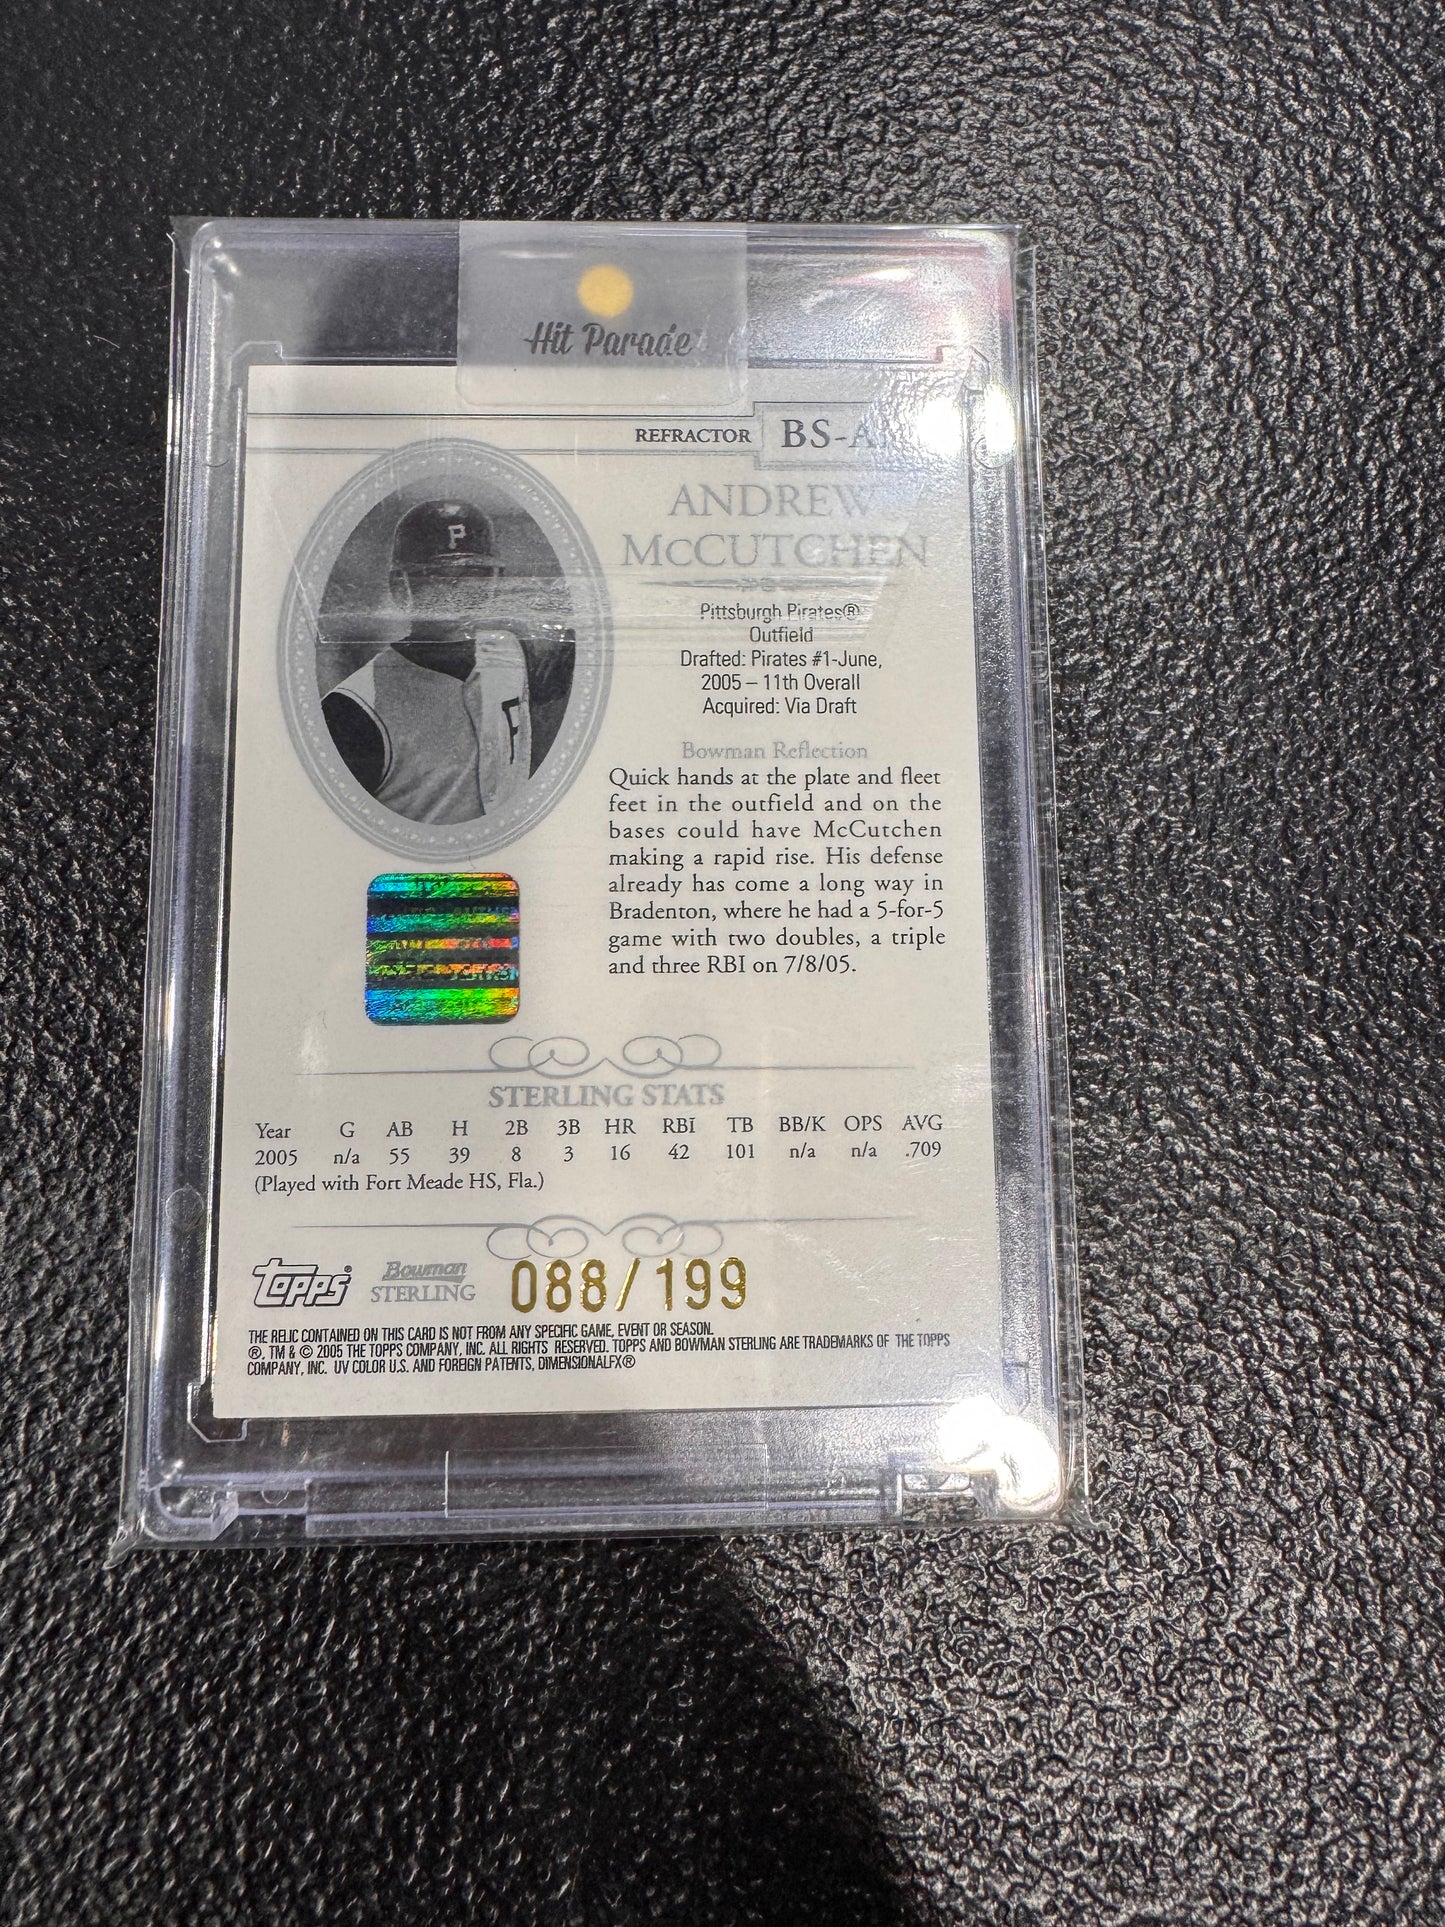 Hit Parade
REFRACTOR
ANDREW
McCUTCHEN
Pittsburgh Pirates®
Outfield
Drafted: Pirates #1-June,
2005 – 11th Overall
Acquired: Via Draft
Bowman Reflection
Quick hands at the plate and fleet
feet in the outfield and on the
bases could have McCutchen
making a rapid rise. His defense
already has come a long way in
Bradenton, where he had a 5-for-5
game with two doubles, a triple
and three RBI on 7/8/05.
P
P
STERLING STATS
Year G AB H 2B 3B HR RBI TB BB/K OPS AVG
2005 n/a 55 39 8 3 16 42 101 n/a n/a .709
(Played with Fort Meade HS, Fla.)
Topps® Bowman STERLING 088/199
THE RELIC CONTAINED ON THIS CARD IS NOT FROM ANY SPECIFIC GAME, EVENT OR SEASON.
®, TM & © 2005 THE TOPPS COMPANY, INC. ALL RIGHTS RESERVED. TOPPS AND BOWMAN STERLING ARE TRADEMARKS OF THE TOPPS
COMPANY, INC. UV COLOR U.S. AND FOREIGN PATENTS, DIMENSIONALFX®